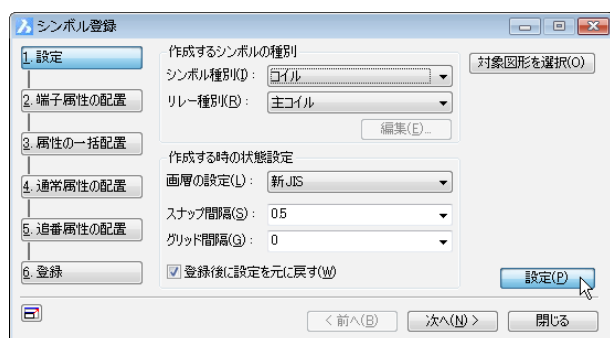 シンボル登録
1. 設定
2. 端子属性の配置
3. 属性の一括配置
4. 通常属性の配置
5. 追番属性の配置
6. 登録
作成するシンボルの種別
シンボル種別(I): コイル
リレー種別(R): 主コイル
編集(E)...
作成する時の状態設定
画層の設定(L): 新JIS
スナップ間隔(S): 0.5
グリッド間隔(G): 0
登録後に設定を元に戻す(W)
対象図形を選択(O)
設定(P)
< 前へ(B) 次へ(N) > 閉じる